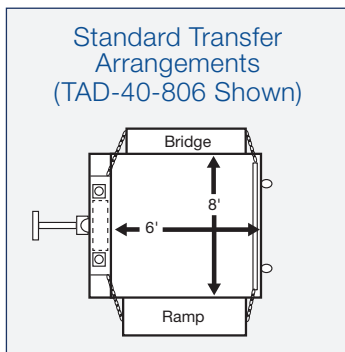 Standard Transfer
Arrangements
(TAD-40-806 Shown)
Bridge
8'
6'
Ramp